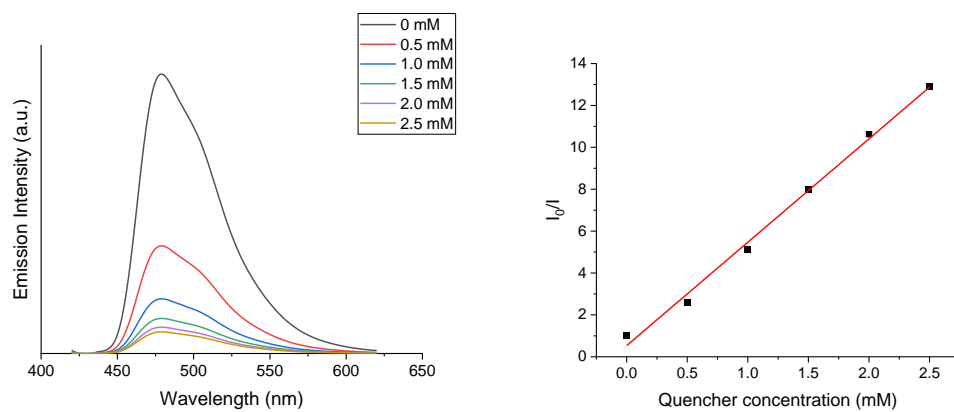 0 mM
0.5 mM
1.0 mM
1.5 mM
2.0 mM
2.5 mM
Emission Intensity (a.u.)
400 450 500 550 600 650
Wavelength (nm)
14
12
10
8
6
4
2
0
I0/I
0.0 0.5 1.0 1.5 2.0 2.5
Quencher concentration (mM)